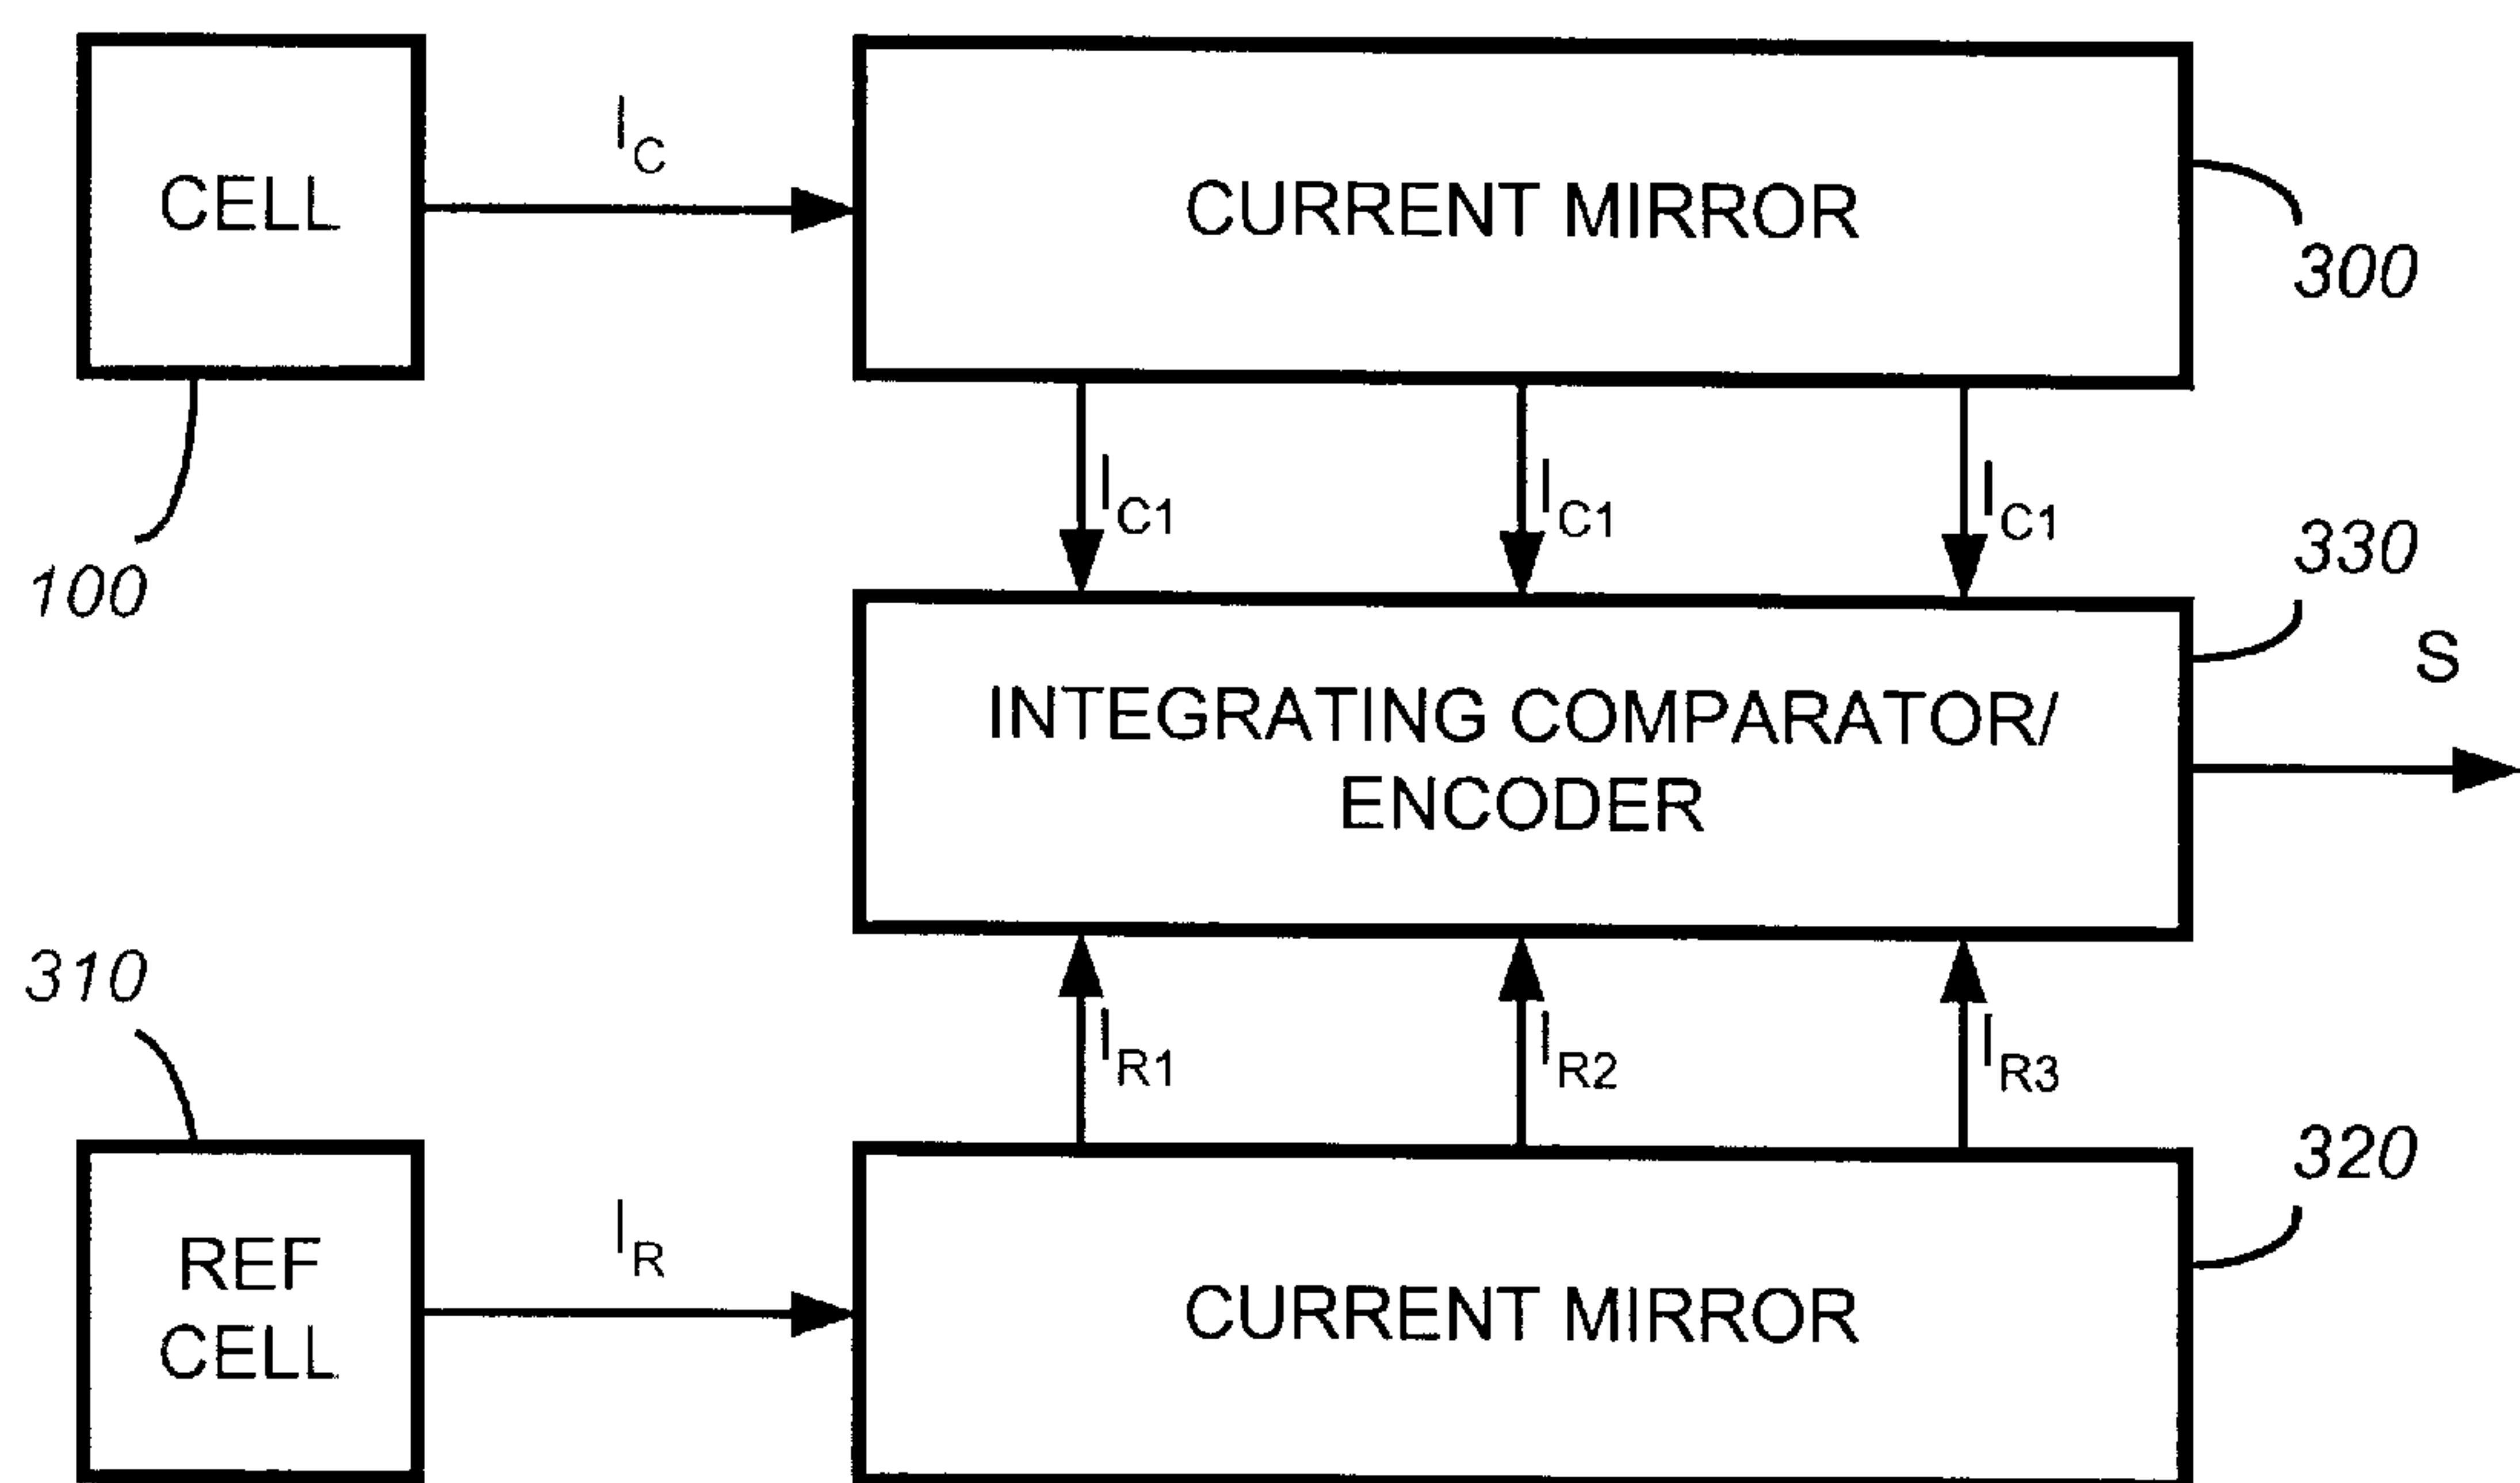 CELL
I_C
CURRENT MIRROR
300
100
I_C1
I_C1
I_C1
330
S
INTEGRATING COMPARATOR/
ENCODER
310
I_R1
I_R2
I_R3
320
REF
CELL
I_R
CURRENT MIRROR